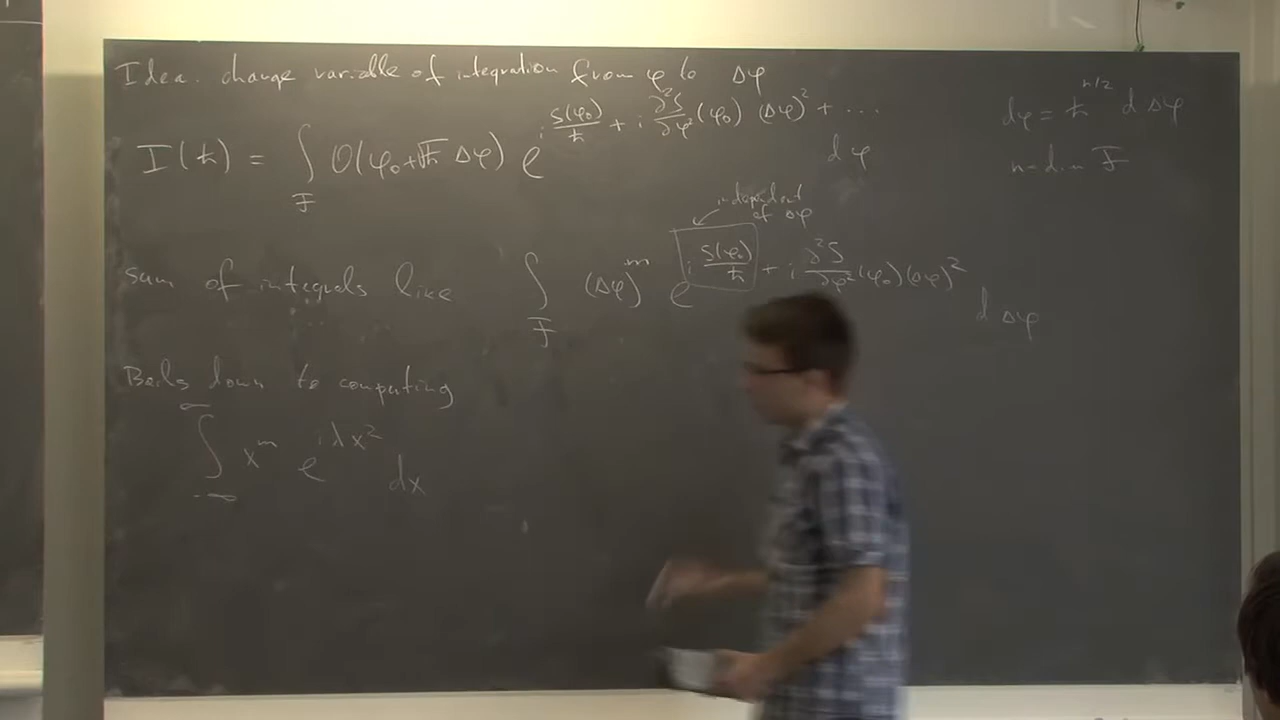 Idea. change variable of integration from φ to Δφ
I(ħ) = ∫_F O(φ₀+√ħ Δφ) e^{i S(φ₀)/ħ + i ∂²S/∂φ² (φ₀) (Δφ)² + ...} dφ
dφ = ħ^{n/2} d Δφ
n-dim F
independent of Δφ
sum of integrals like ∫_F (Δφ)^m e^{i S(φ₀)/ħ + i ∂²S/∂φ² (φ₀)(Δφ)²} d Δφ
Boils down to computing
∫_{-∞}^{∞} x^m e^{iλx²} dx